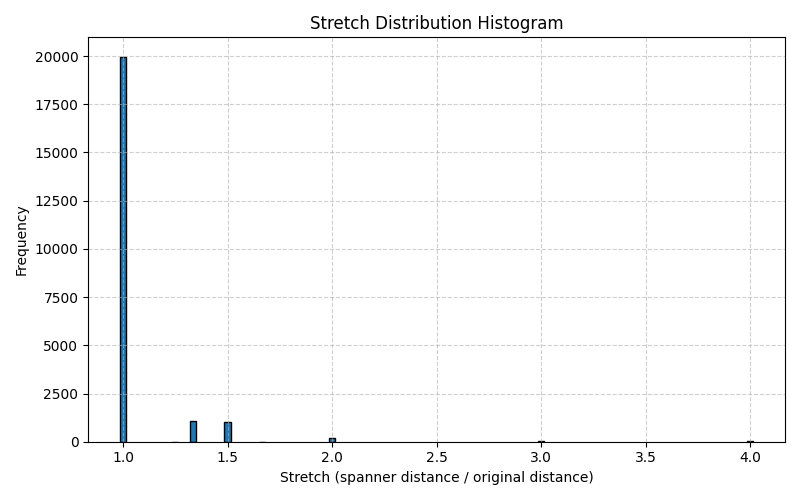 Stretch Distribution Histogram
Frequency
20000
17500
15000
12500
10000
7500
5000
2500
0
1.0 1.5 2.0 2.5 3.0 3.5 4.0
Stretch (spanner distance / original distance)